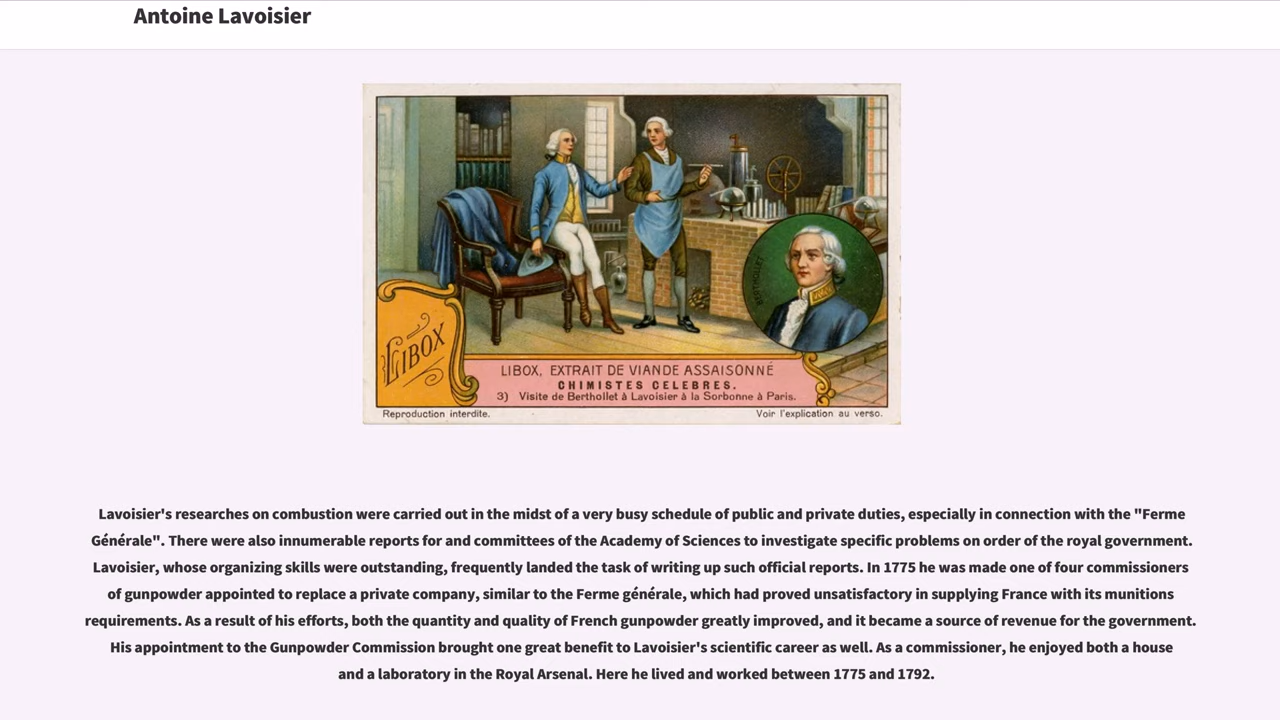 Antoine Lavoisier
BERTHOLLET
LIBOX
LIBOX, EXTRAIT DE VIANDE ASSAISONNÉ
CHIMISTES CELEBRES.
3) Visite de Berthollet à Lavoisier à la Sorbonne à Paris.
Reproduction interdite.
Voir l'explication au verso.
Lavoisier's researches on combustion were carried out in the midst of a very busy schedule of public and private duties, especially in connection with the "Ferme
Générale". There were also innumerable reports for and committees of the Academy of Sciences to investigate specific problems on order of the royal government.
Lavoisier, whose organizing skills were outstanding, frequently landed the task of writing up such official reports. In 1775 he was made one of four commissioners
of gunpowder appointed to replace a private company, similar to the Ferme générale, which had proved unsatisfactory in supplying France with its munitions
requirements. As a result of his efforts, both the quantity and quality of French gunpowder greatly improved, and it became a source of revenue for the government.
His appointment to the Gunpowder Commission brought one great benefit to Lavoisier's scientific career as well. As a commissioner, he enjoyed both a house
and a laboratory in the Royal Arsenal. Here he lived and worked between 1775 and 1792.